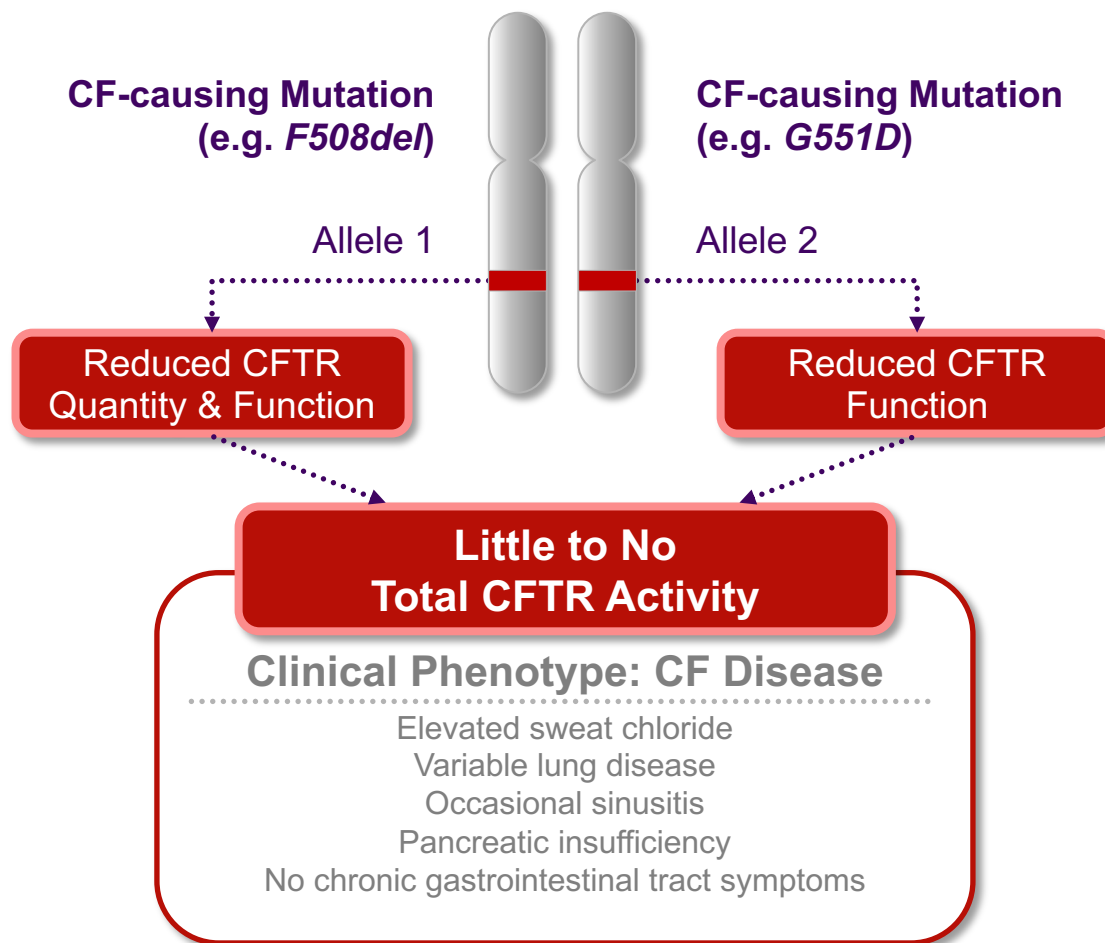 CF-causing Mutation
(e.g. F508del)
CF-causing Mutation
(e.g. G551D)
Allele 1
Allele 2
Reduced CFTR
Quantity & Function
Reduced CFTR
Function
Little to No
Total CFTR Activity
Clinical Phenotype: CF Disease
Elevated sweat chloride
Variable lung disease
Occasional sinusitis
Pancreatic insufficiency
No chronic gastrointestinal tract symptoms